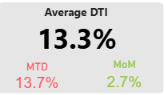 Average DTI
13.3%
MTD MoM
13.7% 2.7%